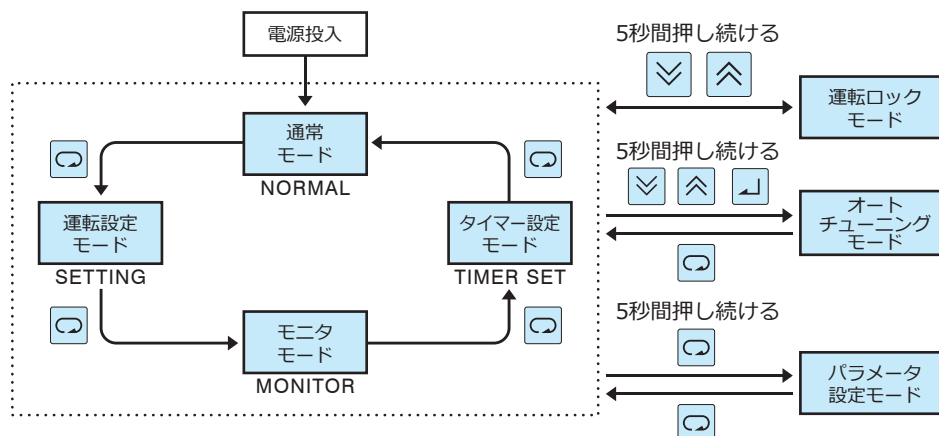 電源投入
通常
モード
NORMAL
運転設定
モード
SETTING
タイマー設定
モード
TIMER SET
モニタ
モード
MONITOR
5秒間押し続ける
運転ロック
モード
5秒間押し続ける
オート
チューニング
モード
5秒間押し続ける
パラメータ
設定モード